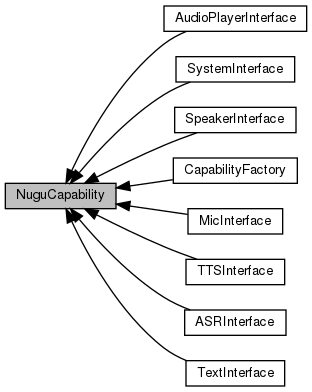 AudioPlayerInterface
SystemInterface
SpeakerInterface
CapabilityFactory
NuguCapability
MicInterface
TTSInterface
ASRInterface
TextInterface